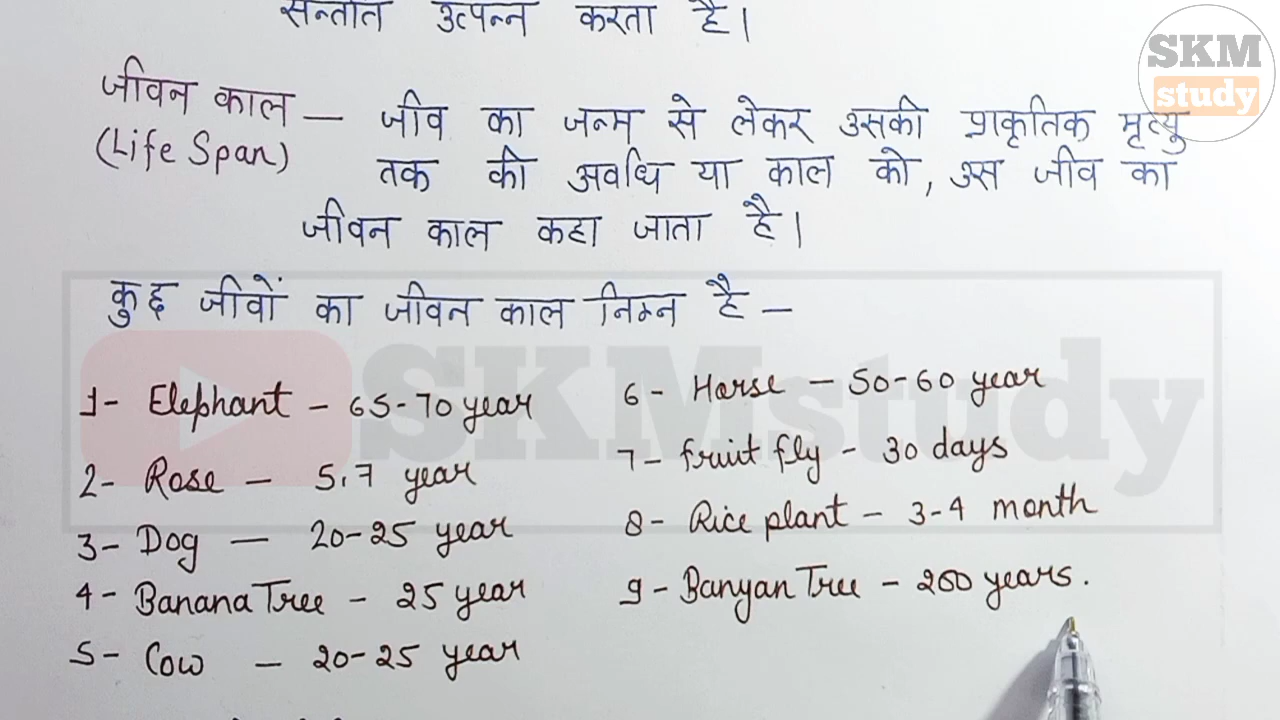 सन्तति उत्पन्न करता है।
SKM
study
जीवन काल — जीव का जन्म से लेकर उसकी प्राकृतिक मृत्यु
(Life Span) तक की अवधि या काल को, उस जीव का
जीवन काल कहा जाता है।
कुछ जीवों का जीवन काल निम्न है —
SKMstudy
1- Elephant - 65-70 year
2- Rose - 5.7 year
3- Dog — 20-25 year
4- Banana Tree - 25 year
5- Cow - 20-25 year
6- Horse - 50-60 year
7- fruit fly - 30 days
8- Rice plant - 3-4 month
9- Banyan Tree - 200 years.